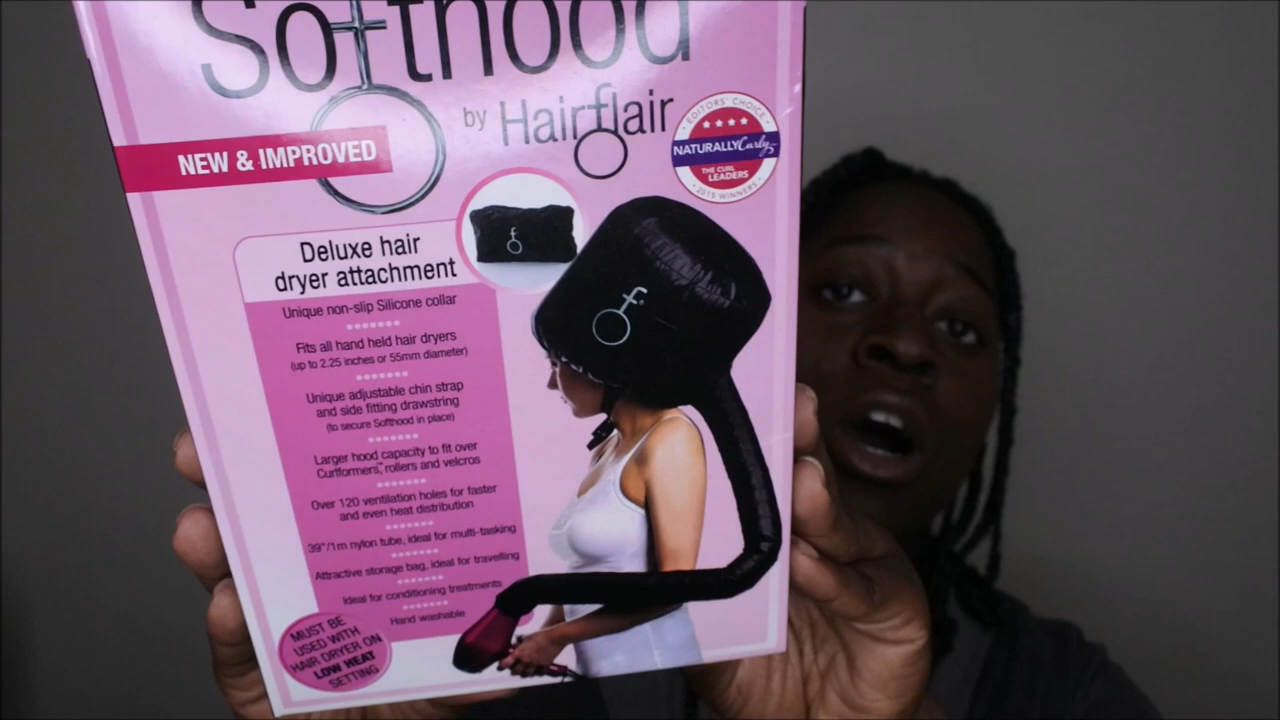 Softhood
by Hairflair
NEW & IMPROVED
EDITORS' CHOICE
NATURALLYCurly
THE CURL
LEADERS
2015 WINNERS
Deluxe hair
dryer attachment
Unique non-slip Silicone collar
Fits all hand held hair dryers
(up to 2.25 inches or 55mm diameter)
Unique adjustable chin strap
and side fitting drawstring
(to secure Softhood in place)
Larger hood capacity to fit over
Curlformers,™ rollers and velcros
Over 120 ventilation holes for faster
and even heat distribution
39"/1m nylon tube, ideal for multi-tasking
Attractive storage bag, ideal for travelling
Ideal for conditioning treatments
Hand washable
MUST BE
USED WITH
HAIR DRYER ON
LOW HEAT
SETTING
f
f